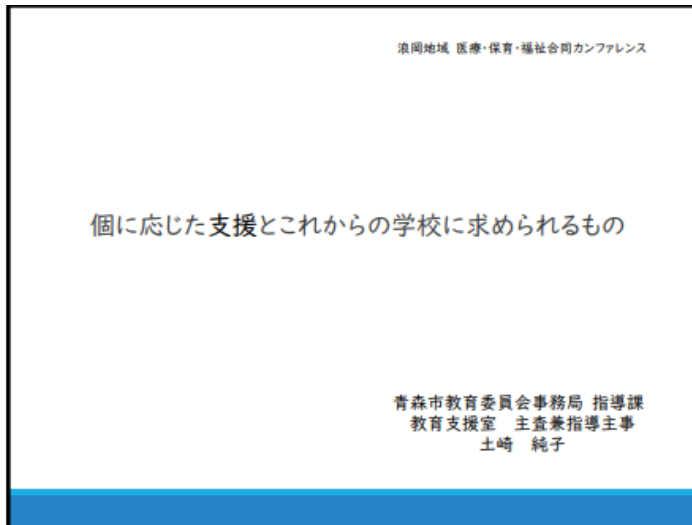 浪岡地域 医療・保育・福祉合同カンファレンス
個に応じた支援とこれからの学校に求められるもの
青森市教育委員会事務局 指導課
教育支援室　主査兼指導主事
土崎　純子